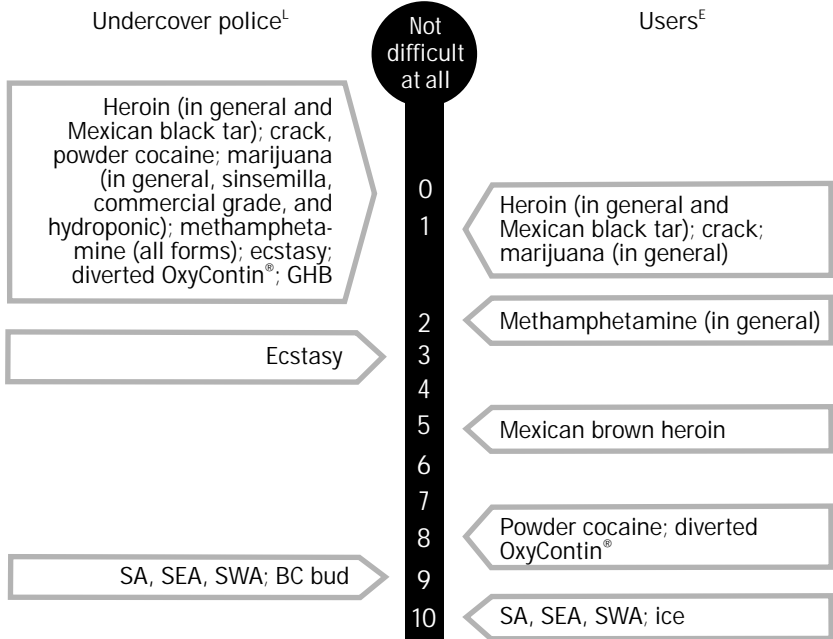 Undercover police^L
Not
difficult
at all
Users^E
Heroin (in general and
Mexican black tar); crack,
powder cocaine; marijuana
(in general, sinsemilla,
commercial grade, and
hydroponic); methampheta-
mine (all forms); ecstasy;
diverted OxyContin®; GHB
0
1
Heroin (in general and
Mexican black tar); crack;
marijuana (in general)
2
Methamphetamine (in general)
Ecstasy
3
4
5
Mexican brown heroin
6
7
8
Powder cocaine; diverted
OxyContin®
SA, SEA, SWA; BC bud
9
10
SA, SEA, SWA; ice